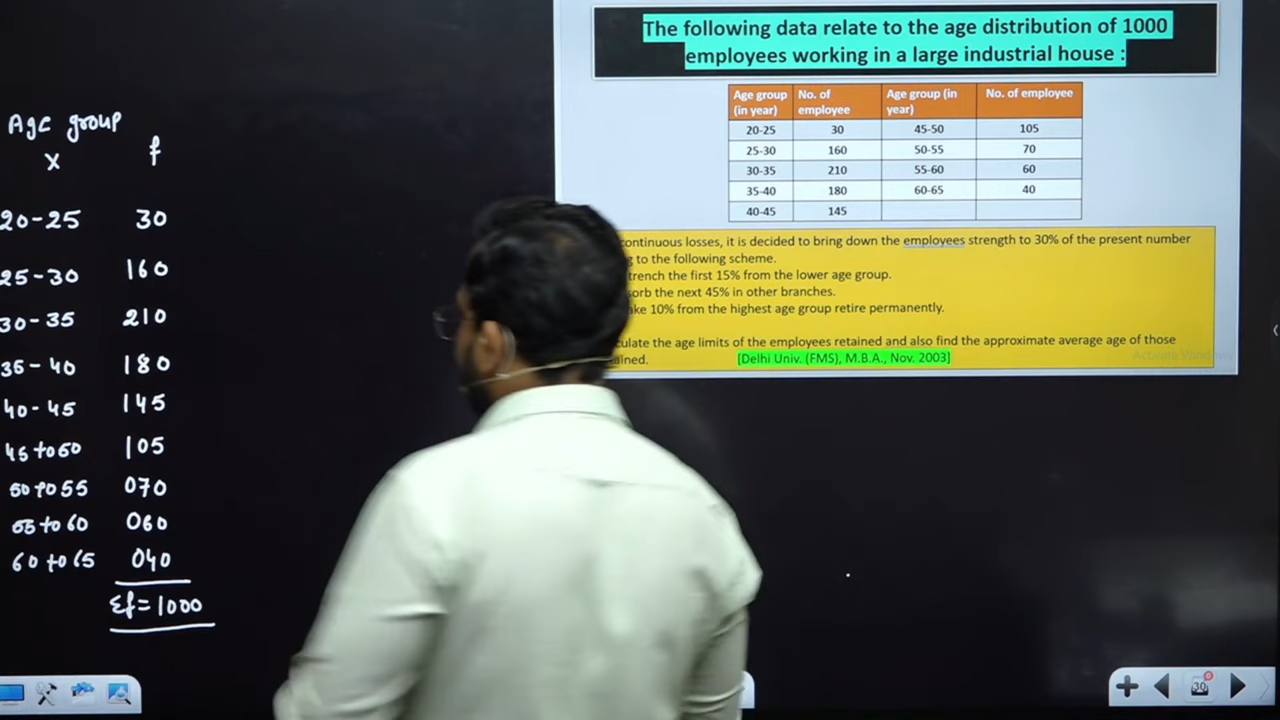 The following data relate to the age distribution of 1000
employees working in a large industrial house :
Age group (in year) No. of employee Age group (in year) No. of employee
20-25 30 45-50 105
25-30 160 50-55 70
30-35 210 55-60 60
35-40 180 60-65 40
40-45 145
continuous losses, it is decided to bring down the employees strength to 30% of the present number
to the following scheme.
the first 15% from the lower age group.
the next 45% in other branches.
10% from the highest age group retire permanently.
the age limits of the employees retained and also find the approximate average age of those
[Delhi Univ. (FMS), M.B.A., Nov. 2003]
Activate Windows
Age group
x f
20-25 30
25-30 160
30-35 210
35-40 180
40-45 145
45 to 50 105
50 to 55 070
55 to 60 060
60 to 65 040
Σf = 1000
30